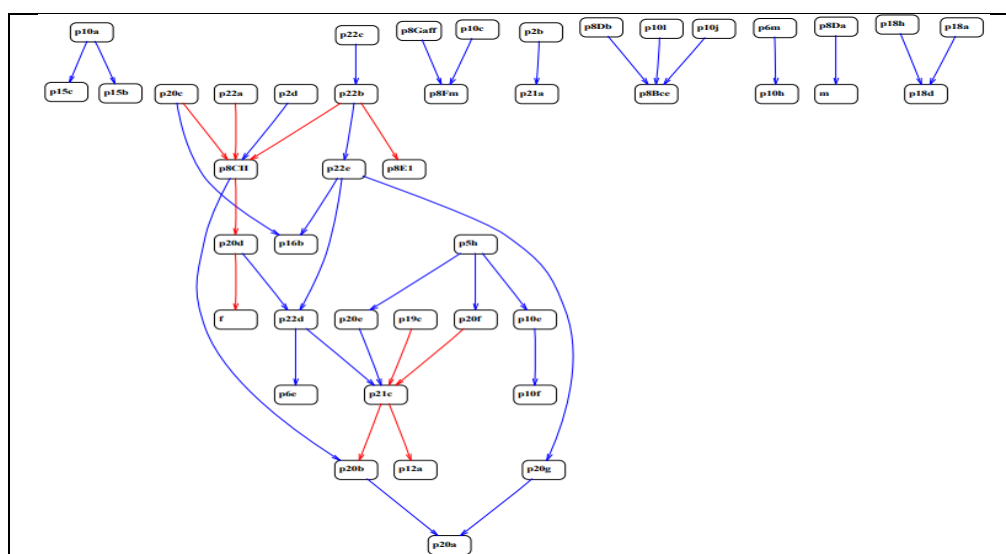 p10a p22c p8Gaff p10c p2b p8Db p10l p10j p6m p8Da p18h p18a
p15c p15b p20c p22a p2d p22b p8Fm p21a p8Bce p10h m p18d
p8CH p22e p8E1
p20d p16b p5h
f p22d p20e p19c p20f p10e
p6e p21c p10f
p20b p12a p20g
p20a